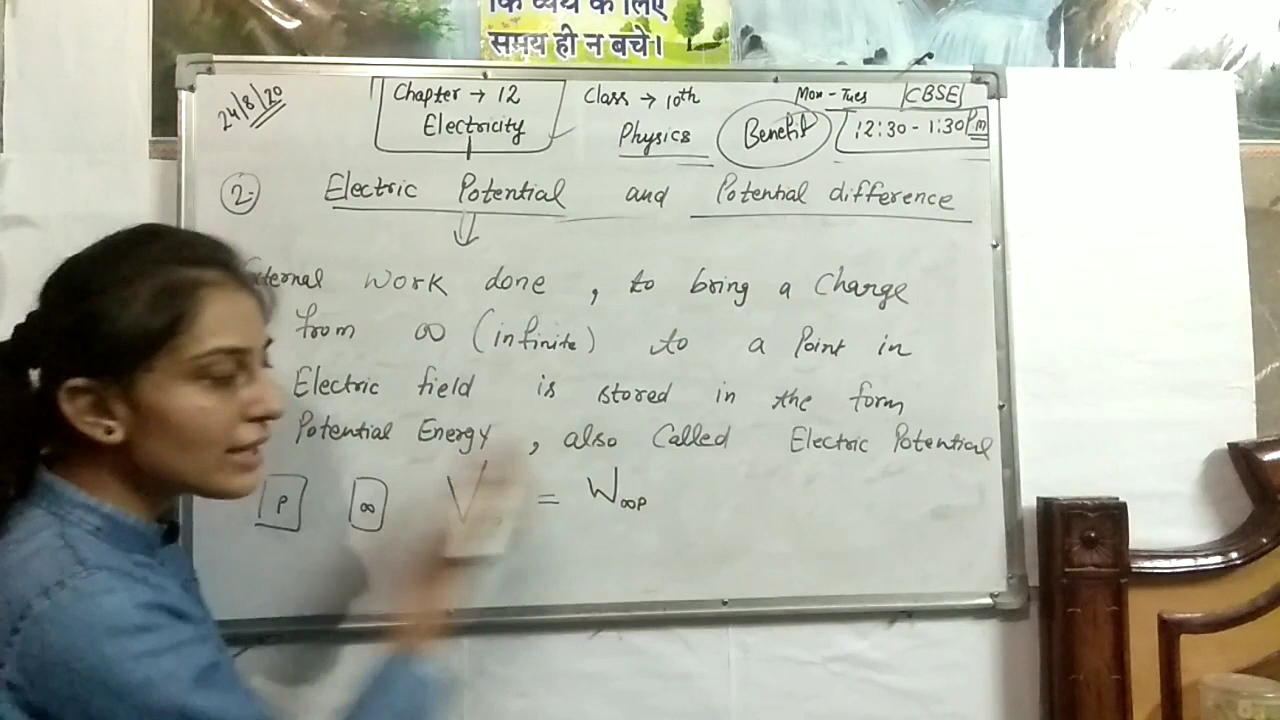 कि व्यय के लिए
समय ही न बचे।
24/8/20
Chapter → 12
Electricity
Class → 10th
Physics
Benefit
Mon - Tues
CBSE
12:30 - 1:30 Pm
2.
Electric Potential and Potential difference
External Work done, to bring a Charge
from ∞ (infinite) to a Point in
Electric field is stored in the form
Potential Energy, also Called Electric Potential
P ∞ V = W∞P